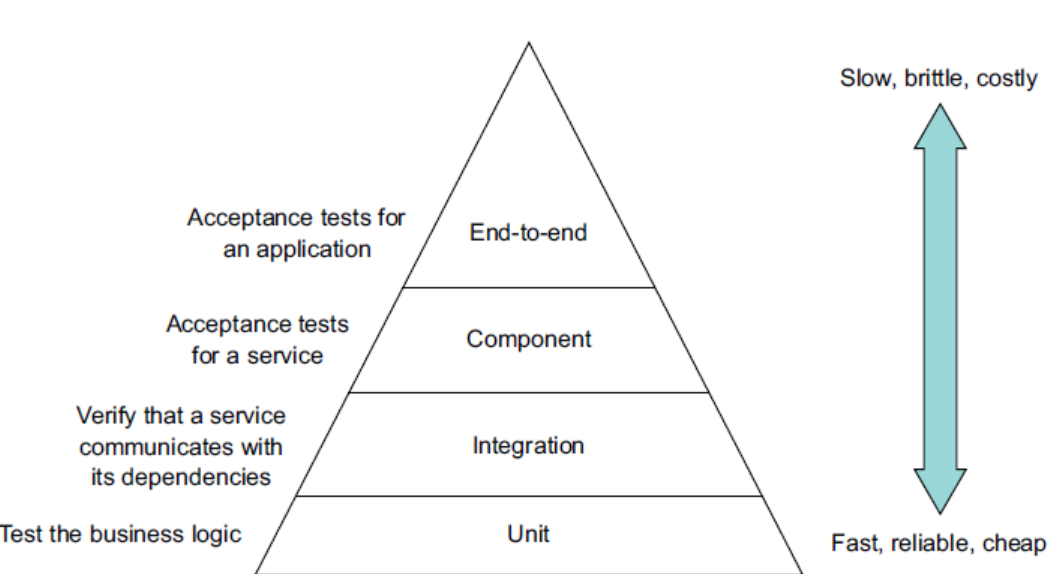 Slow, brittle, costly
Acceptance tests for
an application
End-to-end
Acceptance tests
for a service
Component
Verify that a service
communicates with
its dependencies
Integration
Test the business logic
Unit
Fast, reliable, cheap